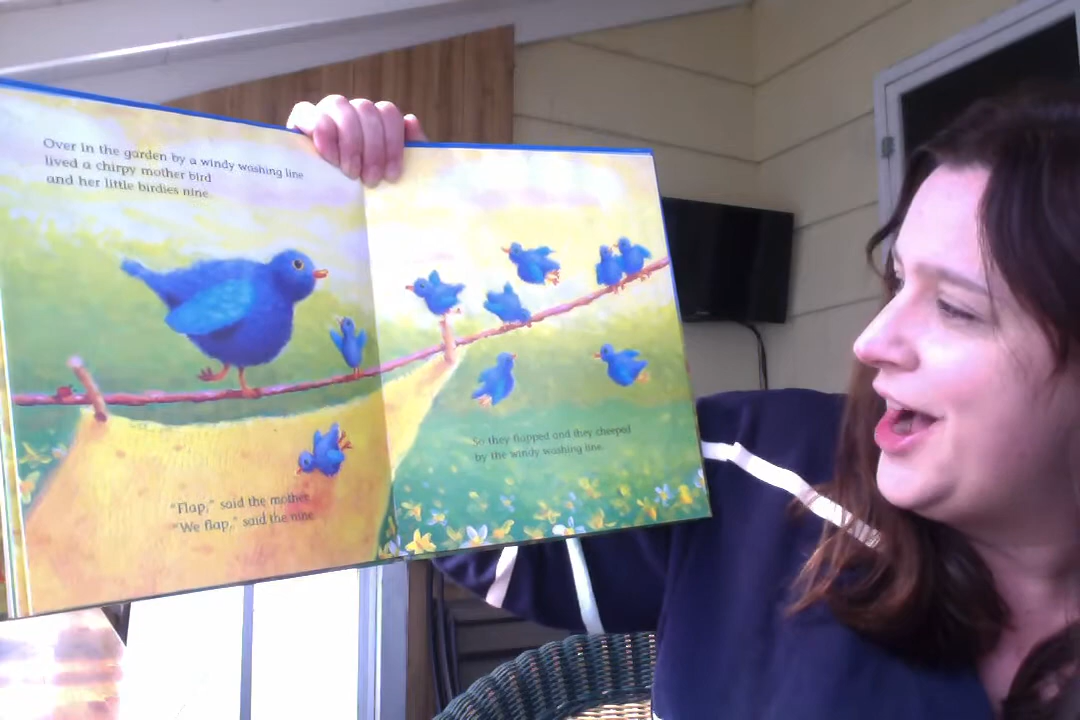 Over in the garden by a windy washing line
lived a chirpy mother bird
and her little birdies nine.
"Flap," said the mother.
"We flap," said the nine.
So they flapped and they cheeped
by the windy washing line.